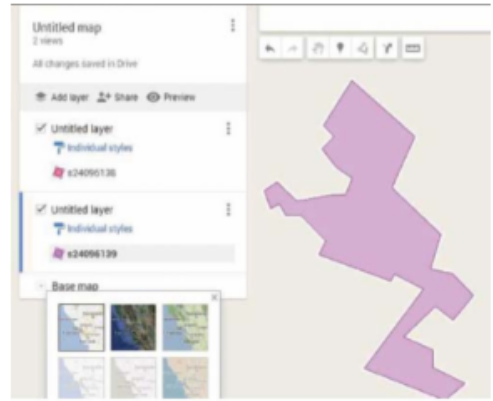 Untitled map
2 views
All changes saved in Drive
Add layer Share Preview
Untitled layer
Individual styles
s24096138
Untitled layer
Individual styles
s24096139
Base map